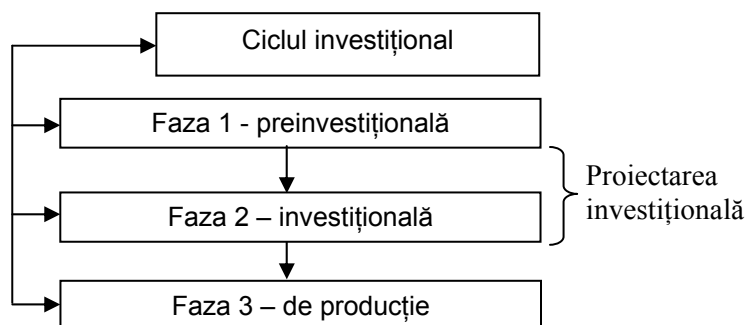 Ciclul investițional
Faza 1 - preinvestițională
Faza 2 – investițională
Faza 3 – de producție
Proiectarea
investițională